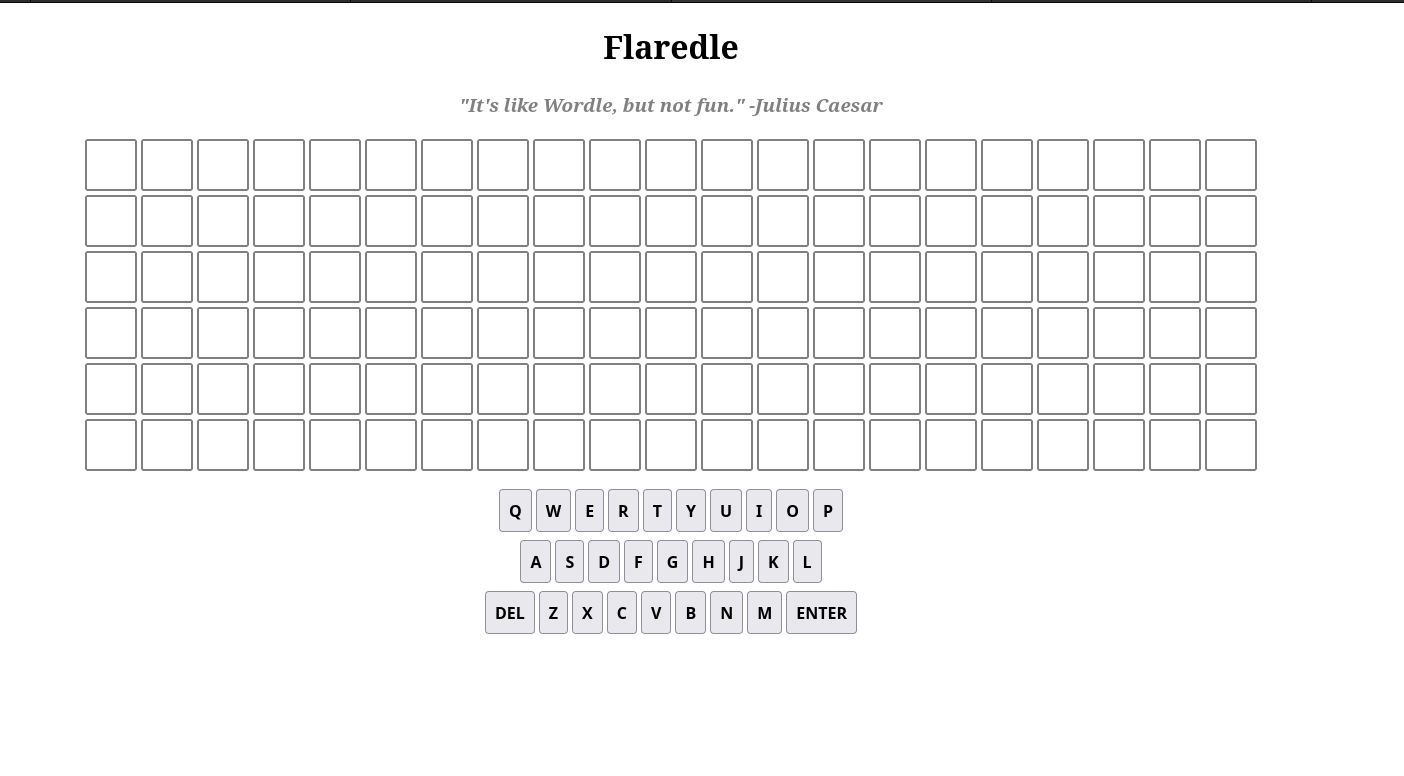 Flaredle
"It's like Wordle, but not fun." -Julius Caesar
Q W E R T Y U I O P
A S D F G H J K L
DEL Z X C V B N M ENTER